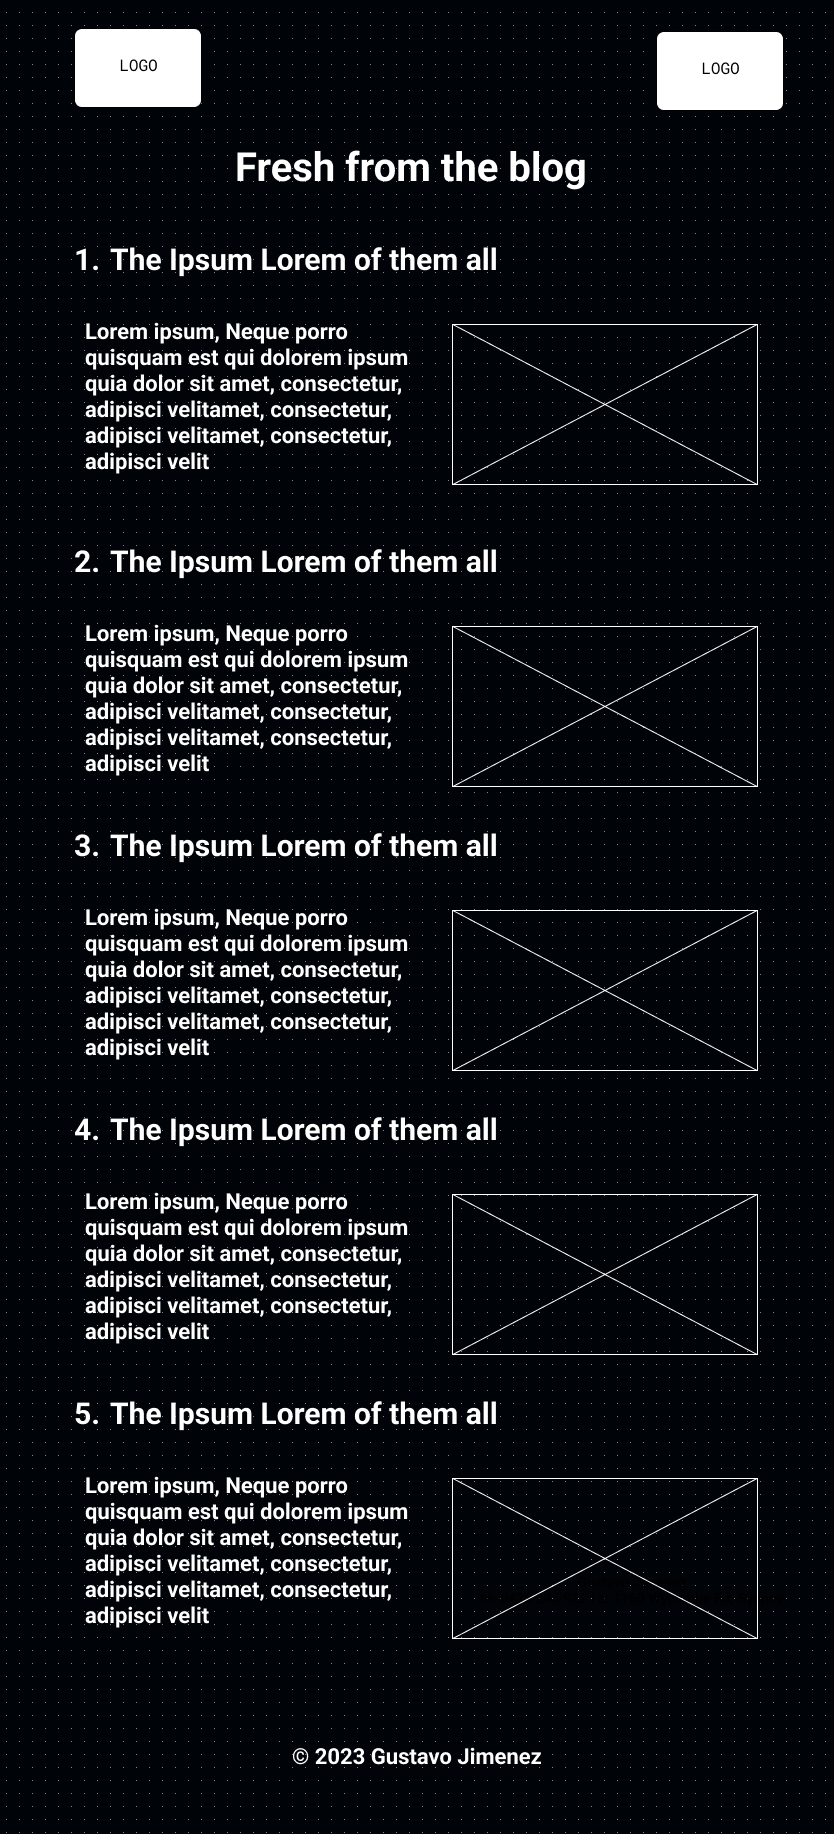 LOGO
LOGO
Fresh from the blog
1. The Ipsum Lorem of them all
Lorem ipsum, Neque porro
quisquam est qui dolorem ipsum
quia dolor sit amet, consectetur,
adipisci velitamet, consectetur,
adipisci velitamet, consectetur,
adipisci velit
2. The Ipsum Lorem of them all
Lorem ipsum, Neque porro
quisquam est qui dolorem ipsum
quia dolor sit amet, consectetur,
adipisci velitamet, consectetur,
adipisci velitamet, consectetur,
adipisci velit
3. The Ipsum Lorem of them all
Lorem ipsum, Neque porro
quisquam est qui dolorem ipsum
quia dolor sit amet, consectetur,
adipisci velitamet, consectetur,
adipisci velitamet, consectetur,
adipisci velit
4. The Ipsum Lorem of them all
Lorem ipsum, Neque porro
quisquam est qui dolorem ipsum
quia dolor sit amet, consectetur,
adipisci velitamet, consectetur,
adipisci velitamet, consectetur,
adipisci velit
5. The Ipsum Lorem of them all
Lorem ipsum, Neque porro
quisquam est qui dolorem ipsum
quia dolor sit amet, consectetur,
adipisci velitamet, consectetur,
adipisci velitamet, consectetur,
adipisci velit
© 2023 Gustavo Jimenez